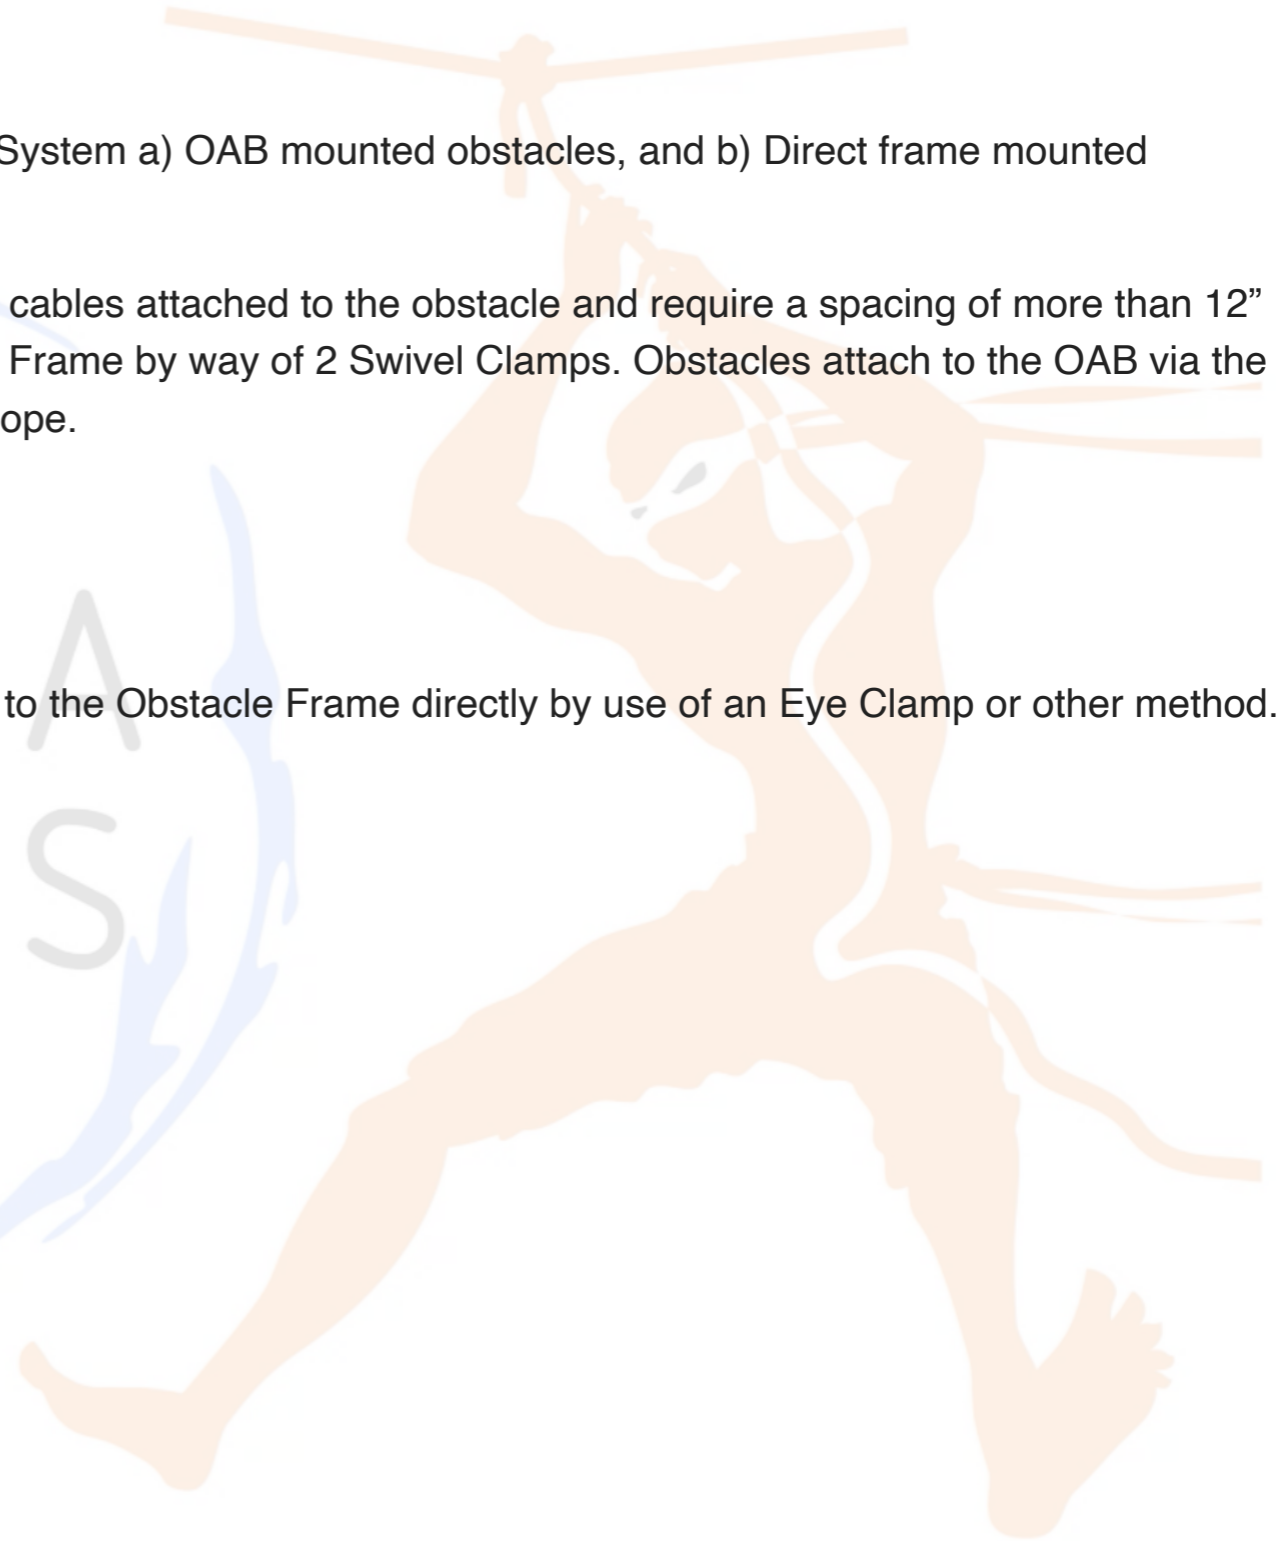 System a) OAB mounted obstacles, and b) Direct frame mounted
cables attached to the obstacle and require a spacing of more than 12”
Frame by way of 2 Swivel Clamps. Obstacles attach to the OAB via the
ope.
A
to the Obstacle Frame directly by use of an Eye Clamp or other method.
S